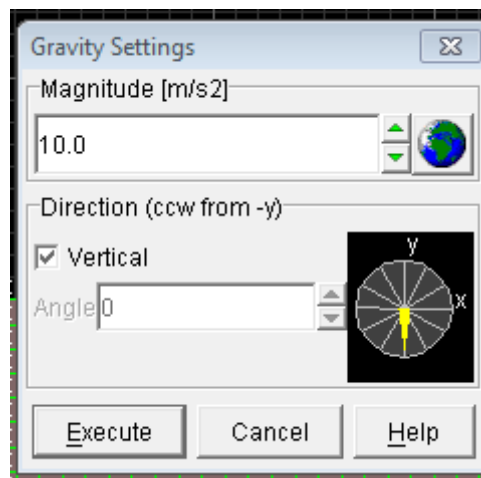 Gravity Settings
Magnitude [m/s2]
10.0
Direction (ccw from -y)
Vertical
Angle 0
y
x
Execute Cancel Help